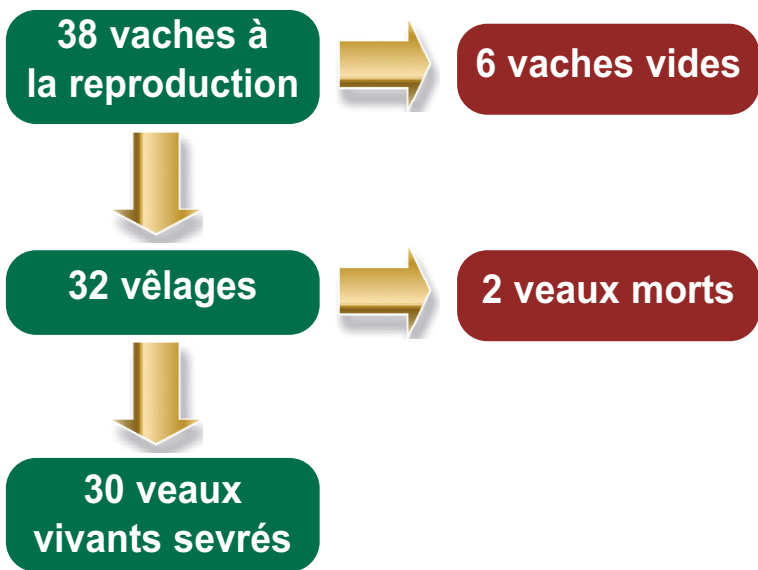 38 vaches à
la reproduction
6 vaches vides
32 vêlages
2 veaux morts
30 veaux
vivants sevrés